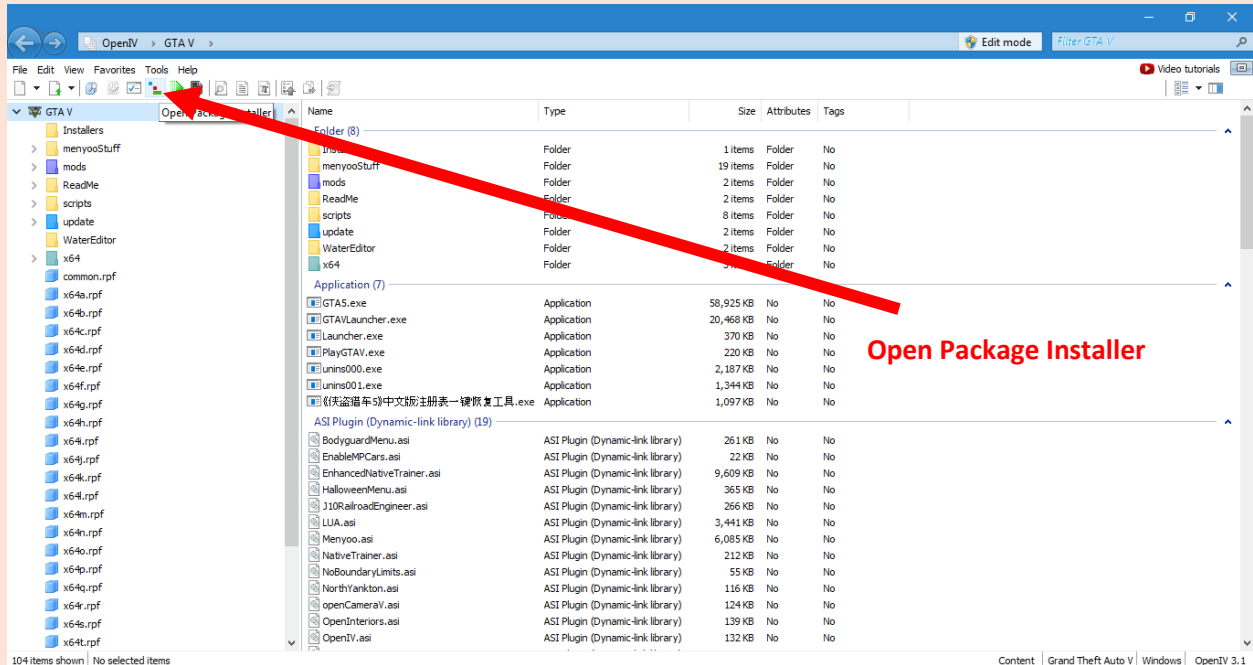 OpenIV > GTA V >
Edit mode
Filter GTA V
File Edit View Favorites Tools Help
Video tutorials
GTA V
Open Package Installer
Installers
menyooStuff
mods
ReadMe
scripts
update
WaterEditor
x64
common.rpf
x64a.rpf
x64b.rpf
x64c.rpf
x64d.rpf
x64e.rpf
x64f.rpf
x64g.rpf
x64h.rpf
x64i.rpf
x64j.rpf
x64k.rpf
x64l.rpf
x64m.rpf
x64n.rpf
x64o.rpf
x64p.rpf
x64q.rpf
x64r.rpf
x64s.rpf
x64t.rpf
Name Type Size Attributes Tags
Folder (8)
Folder 1 items Folder No
menyooStuff Folder 19 items Folder No
mods Folder 2 items Folder No
ReadMe Folder 2 items Folder No
scripts Folder 8 items Folder No
update Folder 2 items Folder No
WaterEditor Folder 2 items Folder No
x64 Folder Folder No
Application (7)
GTA5.exe Application 58,925 KB No No
GTAVLauncher.exe Application 20,468 KB No No
Launcher.exe Application 370 KB No No
PlayGTAV.exe Application 220 KB No No
unins000.exe Application 2,187 KB No No
unins001.exe Application 1,344 KB No No
《侠盗猎车5》中文版注册表一键恢复工具.exe Application 1,097 KB No No
ASI Plugin (Dynamic-link library) (19)
BodyguardMenu.asi ASI Plugin (Dynamic-link library) 261 KB No No
EnableMPCars.asi ASI Plugin (Dynamic-link library) 22 KB No No
EnhancedNativeTrainer.asi ASI Plugin (Dynamic-link library) 9,609 KB No No
HalloweenMenu.asi ASI Plugin (Dynamic-link library) 365 KB No No
J10RailroadEngineer.asi ASI Plugin (Dynamic-link library) 266 KB No No
LUA.asi ASI Plugin (Dynamic-link library) 3,441 KB No No
Menyoo.asi ASI Plugin (Dynamic-link library) 6,085 KB No No
NativeTrainer.asi ASI Plugin (Dynamic-link library) 212 KB No No
NoBoundaryLimits.asi ASI Plugin (Dynamic-link library) 55 KB No No
NorthYankton.asi ASI Plugin (Dynamic-link library) 116 KB No No
openCameraV.asi ASI Plugin (Dynamic-link library) 124 KB No No
OpenInteriors.asi ASI Plugin (Dynamic-link library) 139 KB No No
OpenIV.asi ASI Plugin (Dynamic-link library) 132 KB No No
Open Package Installer
104 items shown No selected items
Content Grand Theft Auto V Windows OpenIV 3.1